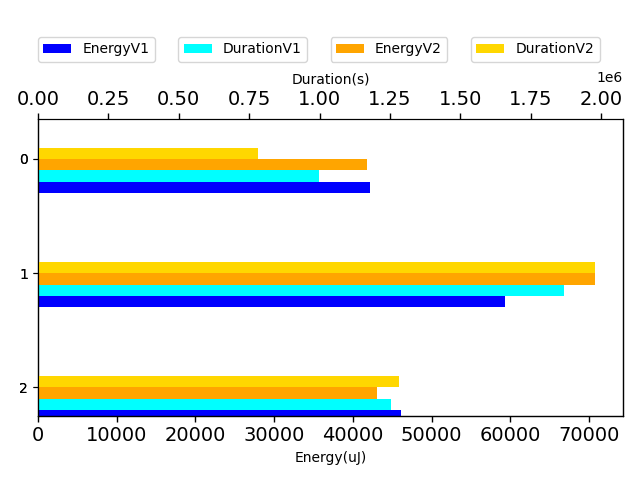 EnergyV1 DurationV1 EnergyV2 DurationV2
Duration(s)
1e6
0.00 0.25 0.50 0.75 1.00 1.25 1.50 1.75 2.00
0
1
2
0 10000 20000 30000 40000 50000 60000 70000
Energy(uJ)